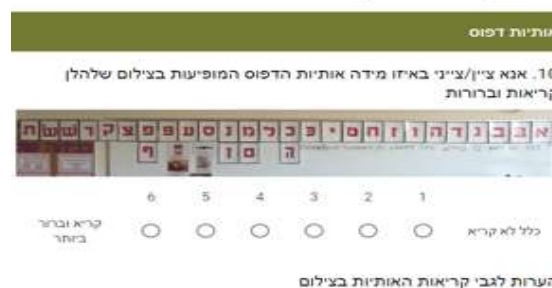 אותיות דפוס
10. אנא ציין/צייני באיזו מידה אותיות הדפוס המופיעות בצילום שלהלן
קריאות וברורות
א ב בּ ג ד ה ו ז ח ט י כ כּ ל מ נ ס ע פ פּ צ ק ר שׁ שׂ ת
ך ם ן ף
1 2 3 4 5 6
כלל לא קריא
קריא וברור
ביותר
הערות לגבי קריאות האותיות בצילום